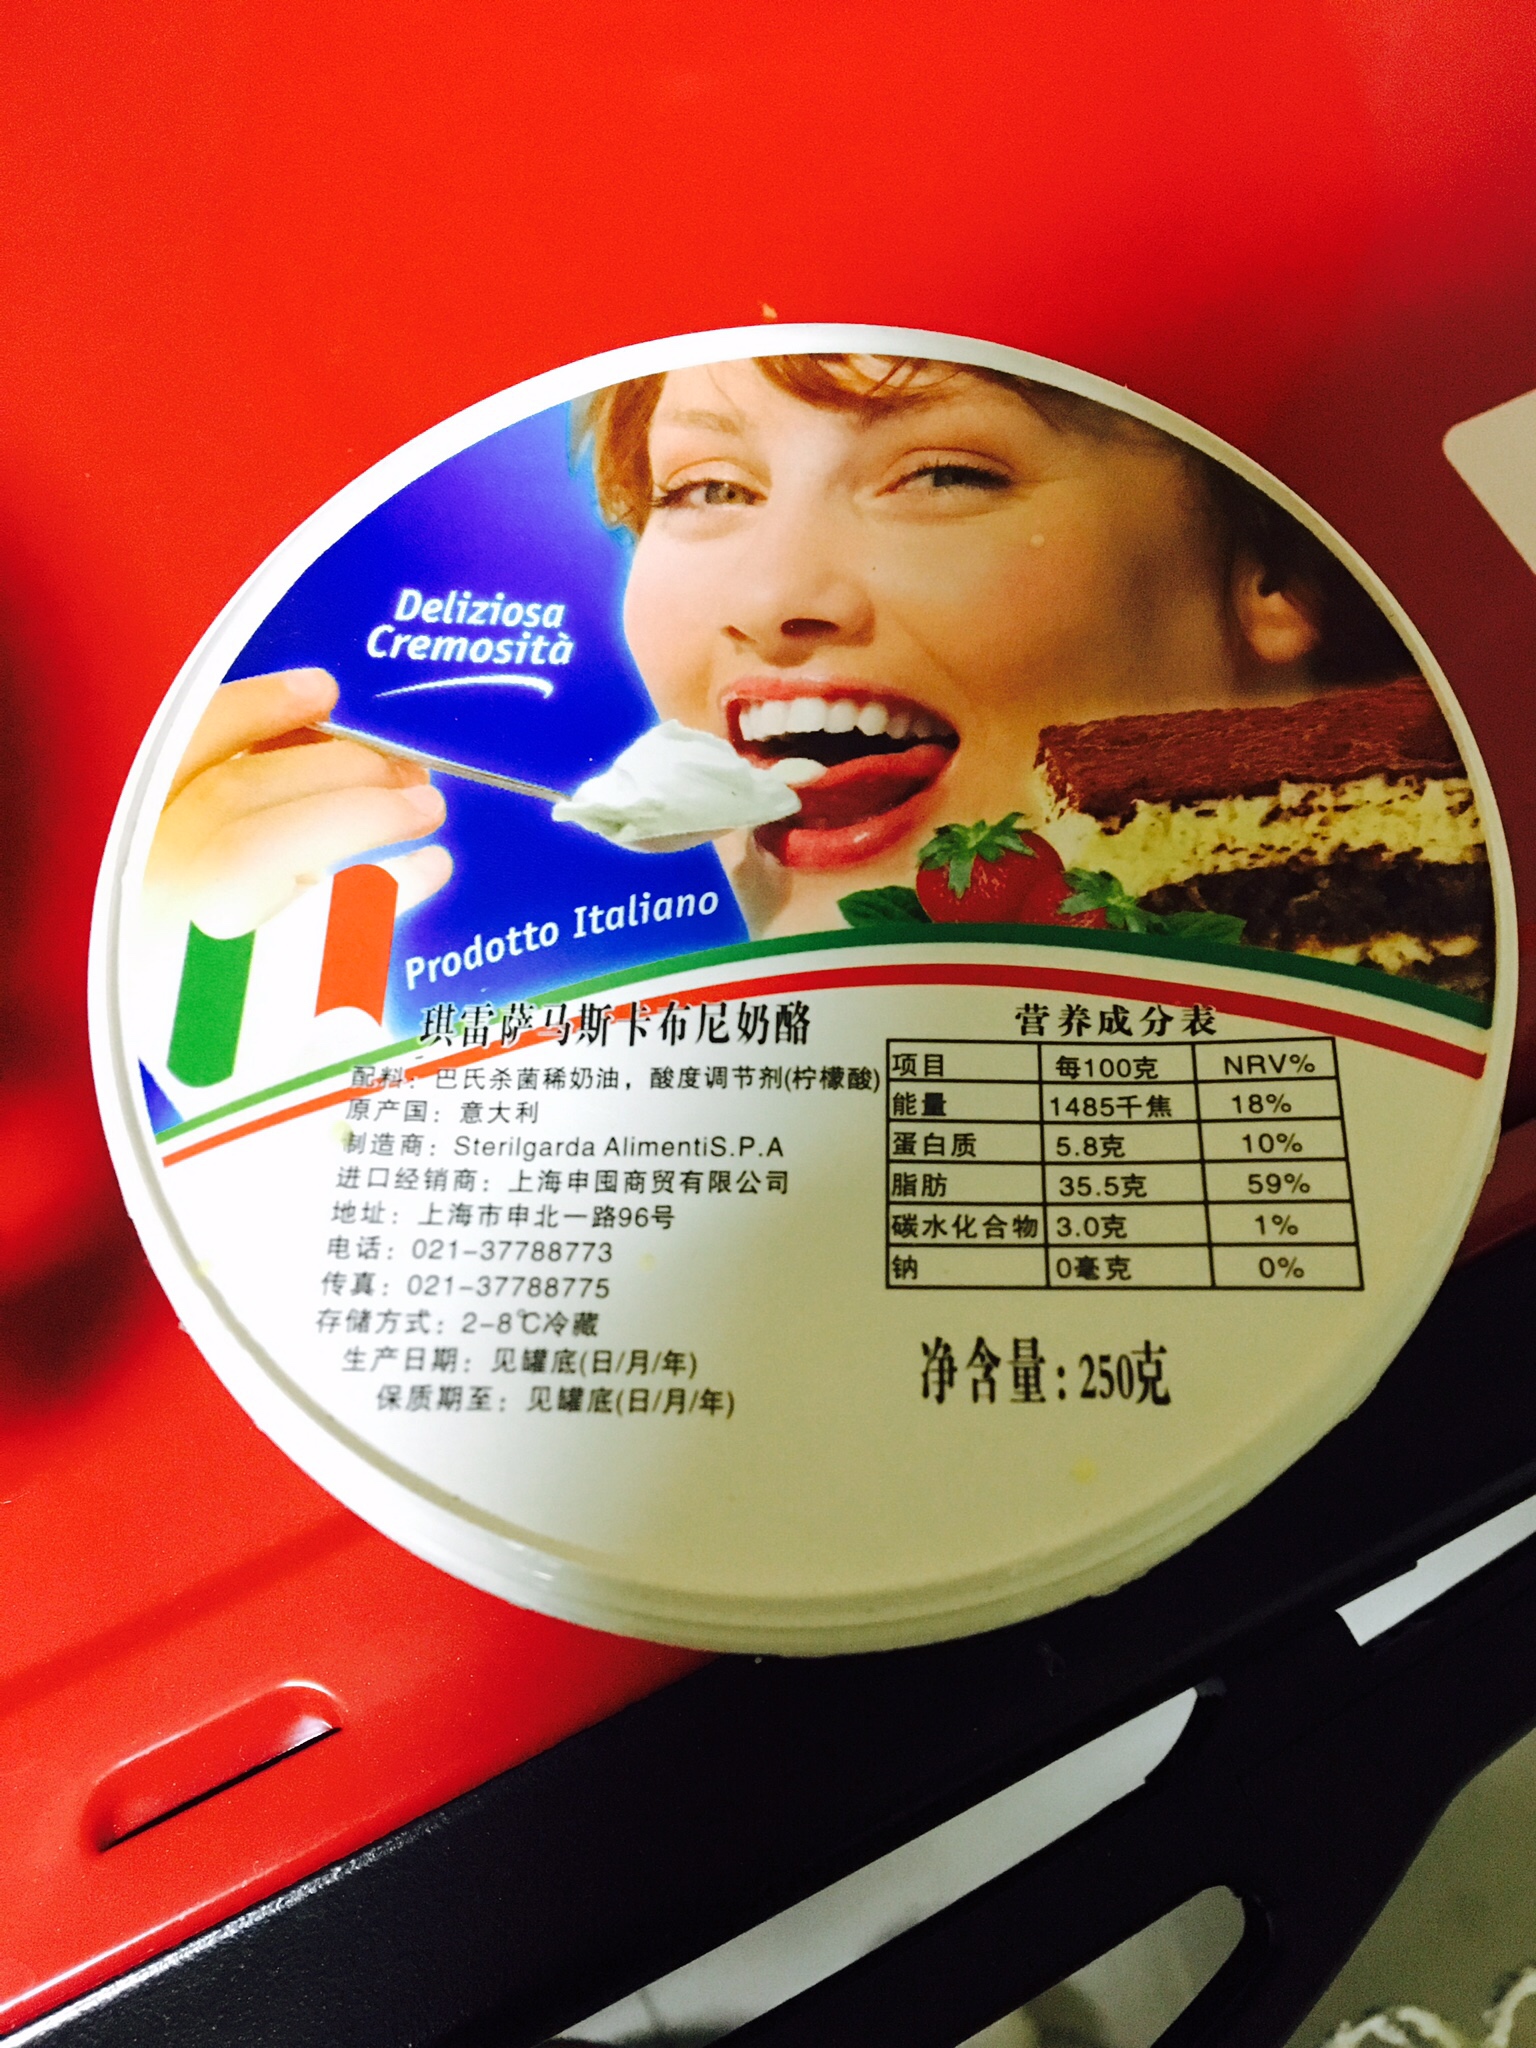 Deliziosa
Cremosità
Prodotto Italiano
琪雷萨马斯卡布尼奶酪
配料：巴氏杀菌稀奶油，酸度调节剂(柠檬酸)
原产国：意大利
制造商：Sterilgarda AlimentiS.P.A
进口经销商：上海申囤商贸有限公司
地址：上海市申北一路96号
电话：021-37788773
传真：021-37788775
存储方式：2-8℃冷藏
生产日期：见罐底(日/月/年)
保质期至：见罐底(日/月/年)
营养成分表
项目 每100克 NRV%
能量 1485千焦 18%
蛋白质 5.8克 10%
脂肪 35.5克 59%
碳水化合物 3.0克 1%
钠 0毫克 0%
净含量：250克